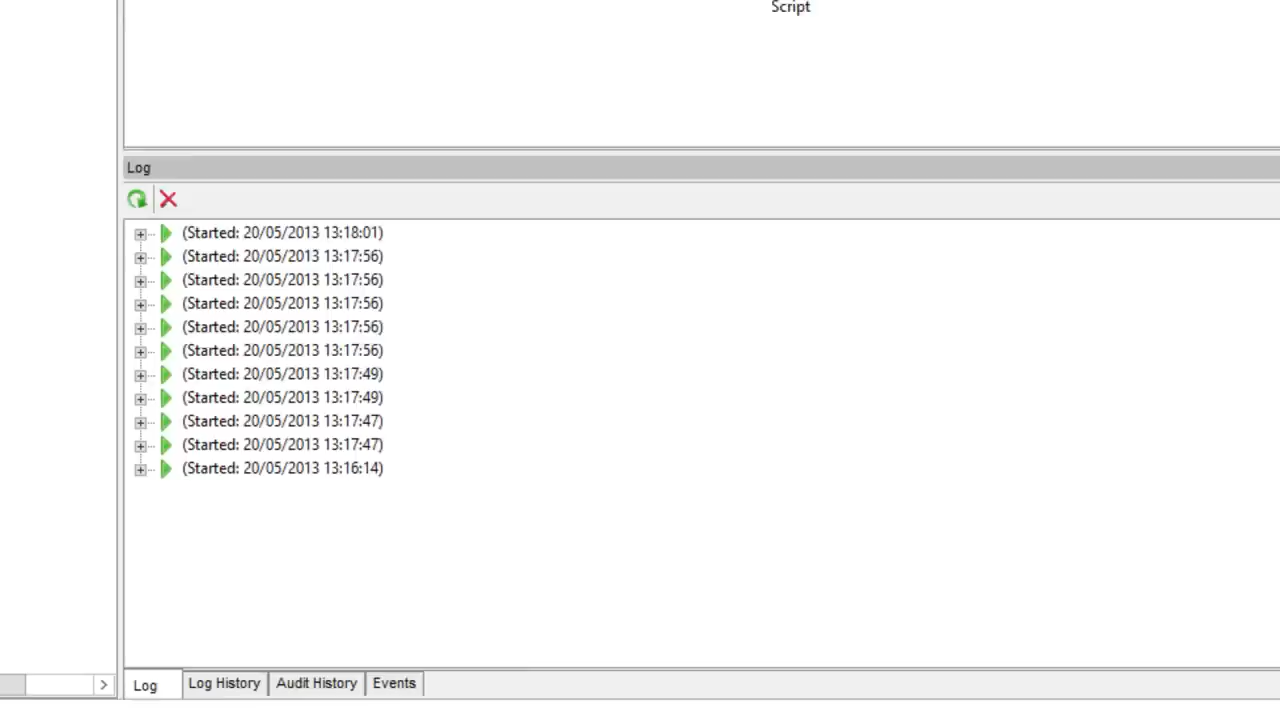 Script
Log
(Started: 20/05/2013 13:18:01)
(Started: 20/05/2013 13:17:56)
(Started: 20/05/2013 13:17:56)
(Started: 20/05/2013 13:17:56)
(Started: 20/05/2013 13:17:56)
(Started: 20/05/2013 13:17:56)
(Started: 20/05/2013 13:17:49)
(Started: 20/05/2013 13:17:49)
(Started: 20/05/2013 13:17:47)
(Started: 20/05/2013 13:17:47)
(Started: 20/05/2013 13:16:14)
Log Log History Audit History Events